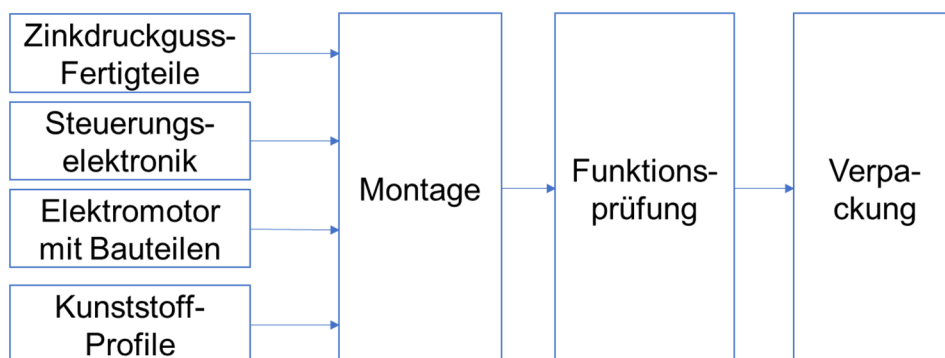 Zinkdruckguss-
Fertigteile
Steuerungs-
elektronik
Elektromotor
mit Bauteilen
Kunststoff-
Profile
Montage
Funktions-
prüfung
Verpa-
ckung